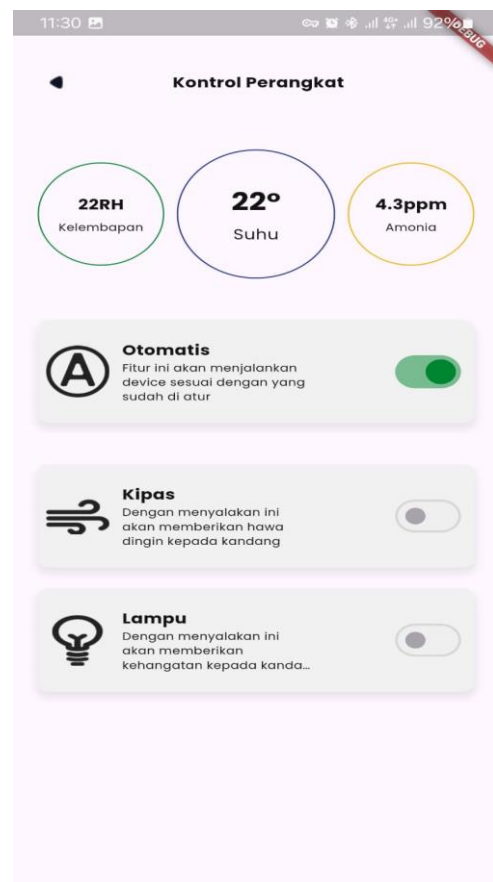 11:30
92%
DEBUG
Kontrol Perangkat
22RH
Kelembapan
22°
Suhu
4.3ppm
Amonia
A
Otomatis
Fitur ini akan menjalankan
device sesuai dengan yang
sudah di atur
Kipas
Dengan menyalakan ini
akan memberikan hawa
dingin kepada kandang
Lampu
Dengan menyalakan ini
akan memberikan
kehangatan kepada kanda...